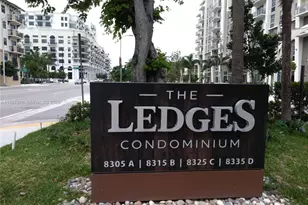 THE
LEDGES
CONDOMINIUM
8305 A | 8315 B | 8325 C | 8335 D